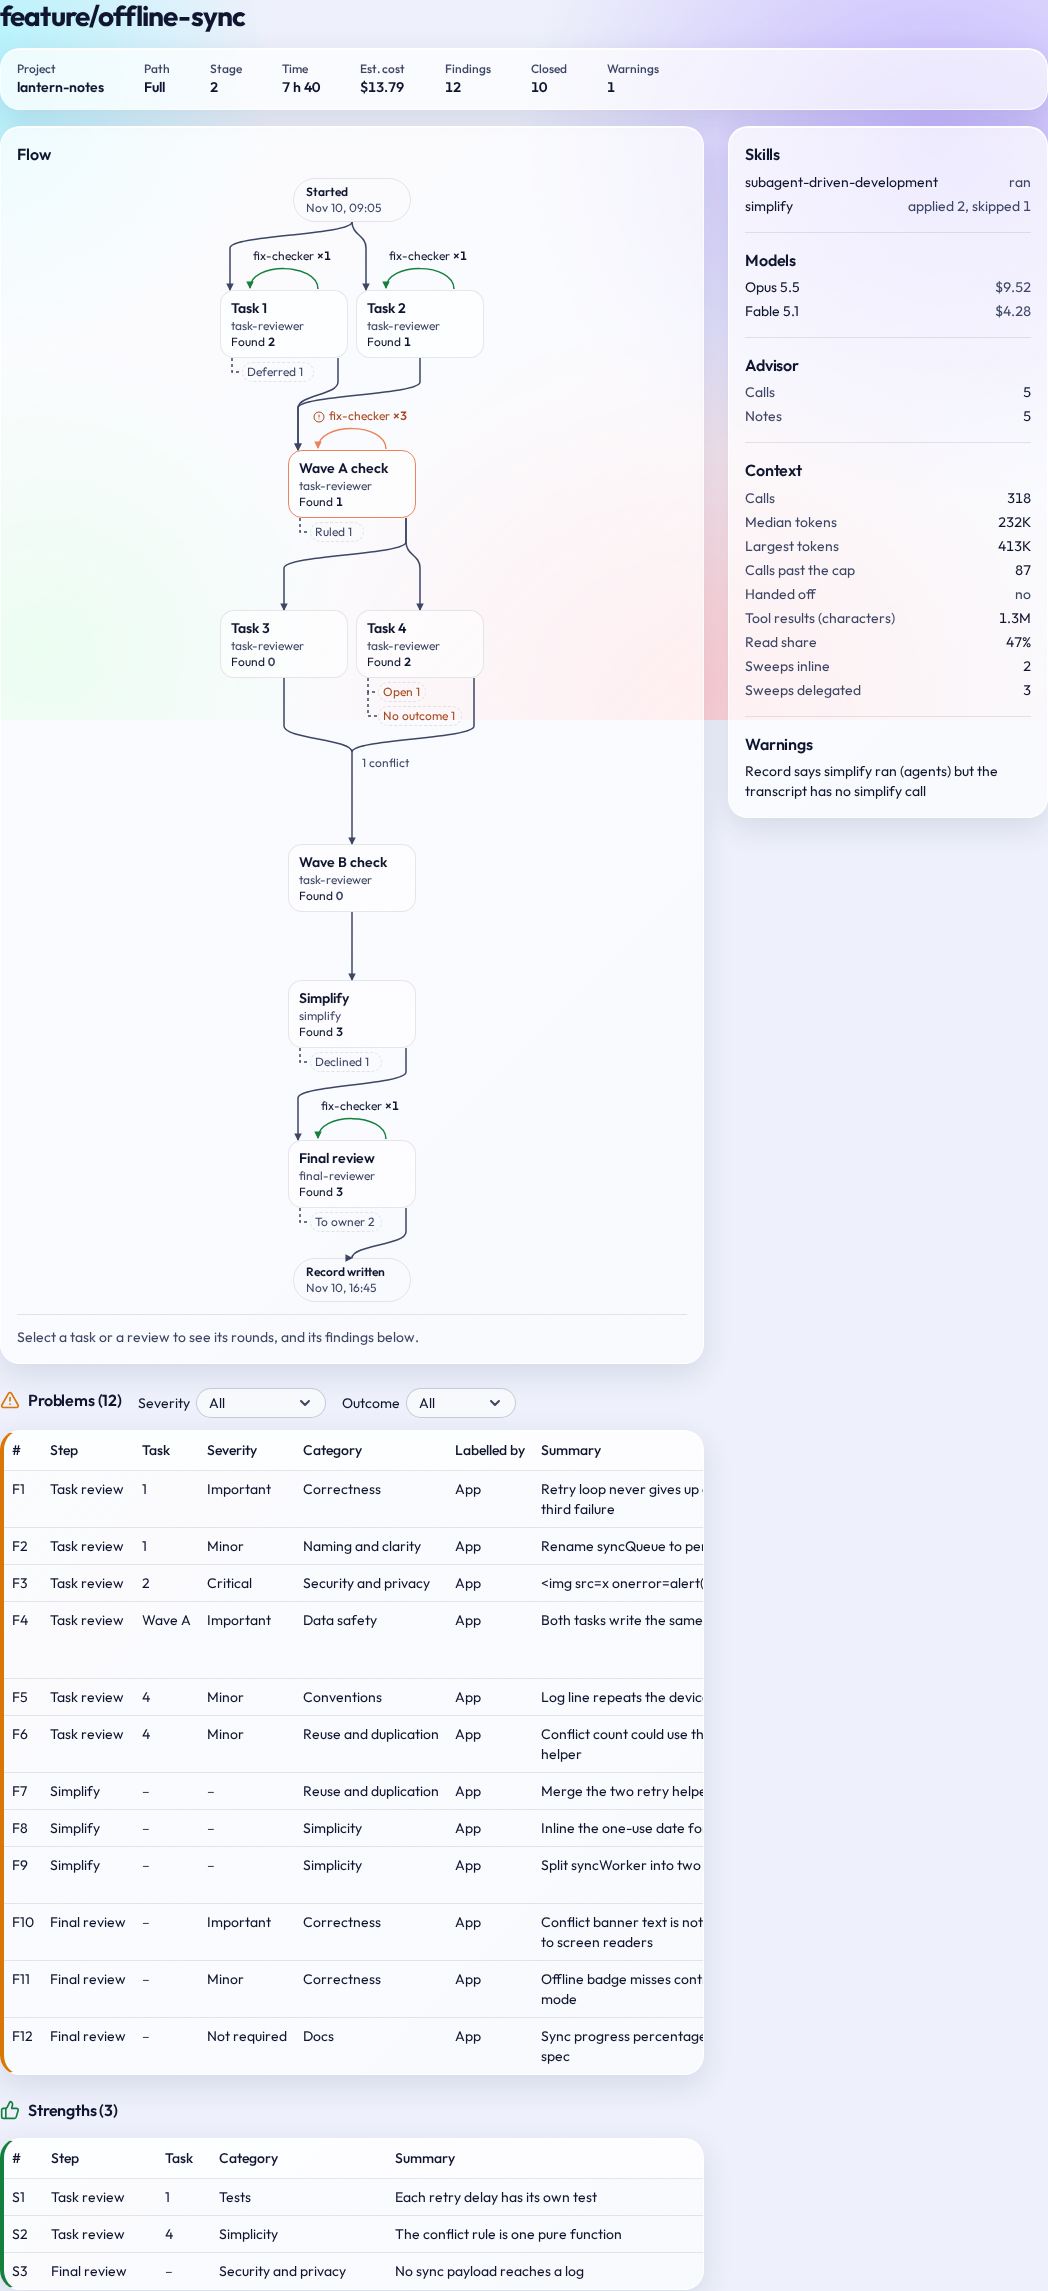 feature/offline-sync
Project Path Stage Time Est. cost Findings Closed Warnings
lantern-notes Full 2 7 h 40 $13.79 12 10 1
Flow
Started
Nov 10, 09:05
fix-checker ×1 fix-checker ×1
Task 1 Task 2
task-reviewer task-reviewer
Found 2 Found 1
Deferred 1
fix-checker ×3
Wave A check
task-reviewer
Found 1
Ruled 1
Task 3 Task 4
task-reviewer task-reviewer
Found 0 Found 2
Open 1
No outcome 1
1 conflict
Wave B check
task-reviewer
Found 0
Simplify
simplify
Found 3
Declined 1
fix-checker ×1
Final review
final-reviewer
Found 3
To owner 2
Record written
Nov 10, 16:45
Select a task or a review to see its rounds, and its findings below.
Skills
subagent-driven-development ran
simplify applied 2, skipped 1
Models
Opus 5.5 $9.52
Fable 5.1 $4.28
Advisor
Calls 5
Notes 5
Context
Calls 318
Median tokens 232K
Largest tokens 413K
Calls past the cap 87
Handed off no
Tool results (characters) 1.3M
Read share 47%
Sweeps inline 2
Sweeps delegated 3
Warnings
Record says simplify ran (agents) but the
transcript has no simplify call
Problems (12) Severity All Outcome All
# Step Task Severity Category Labelled by Summary
F1 Task review 1 Important Correctness App Retry loop never gives up
third failure
F2 Task review 1 Minor Naming and clarity App Rename syncQueue to
F3 Task review 2 Critical Security and privacy App <img src=x onerror=alert(
F4 Task review Wave A Important Data safety App Both tasks write the same
F5 Task review 4 Minor Conventions App Log line repeats the
F6 Task review 4 Minor Reuse and duplication App Conflict count could use
helper
F7 Simplify – – Reuse and duplication App Merge the two retry
F8 Simplify – – Simplicity App Inline the one-use date
F9 Simplify – – Simplicity App Split syncWorker into two
F10 Final review – Important Correctness App Conflict banner text is not
to screen readers
F11 Final review – Minor Correctness App Offline badge misses
mode
F12 Final review – Not required Docs App Sync progress percentage
spec
Strengths (3)
# Step Task Category Summary
S1 Task review 1 Tests Each retry delay has its own test
S2 Task review 4 Simplicity The conflict rule is one pure function
S3 Final review – Security and privacy No sync payload reaches a log